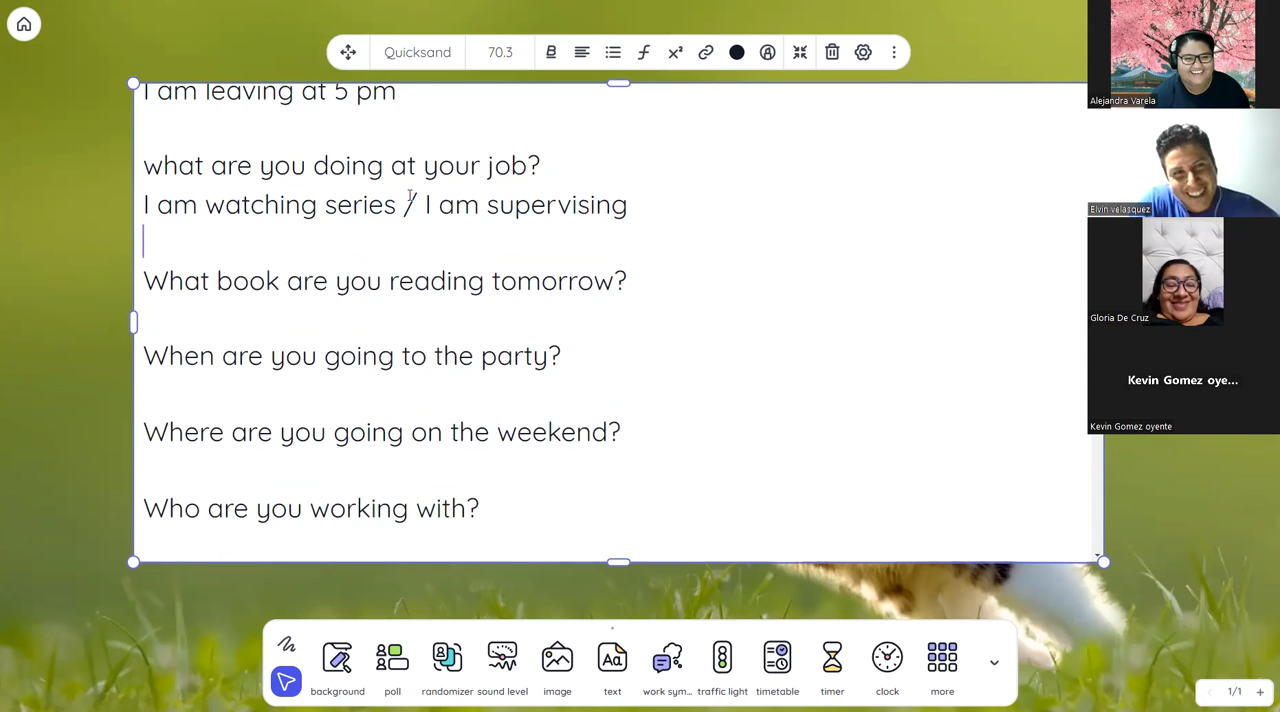 Quicksand
70.3
I am leaving at 5 pm
what are you doing at your job?
I am watching series / I am supervising
What book are you reading tomorrow?
When are you going to the party?
Where are you going on the weekend?
Who are you working with?
Alejandra Varela
Elvin velasquez
Gloria De Cruz
Kevin Gomez oye...
Kevin Gomez oyente
background
poll
randomizer
sound level
image
Aa
text
work sym...
traffic light
timetable
timer
clock
more
1/1